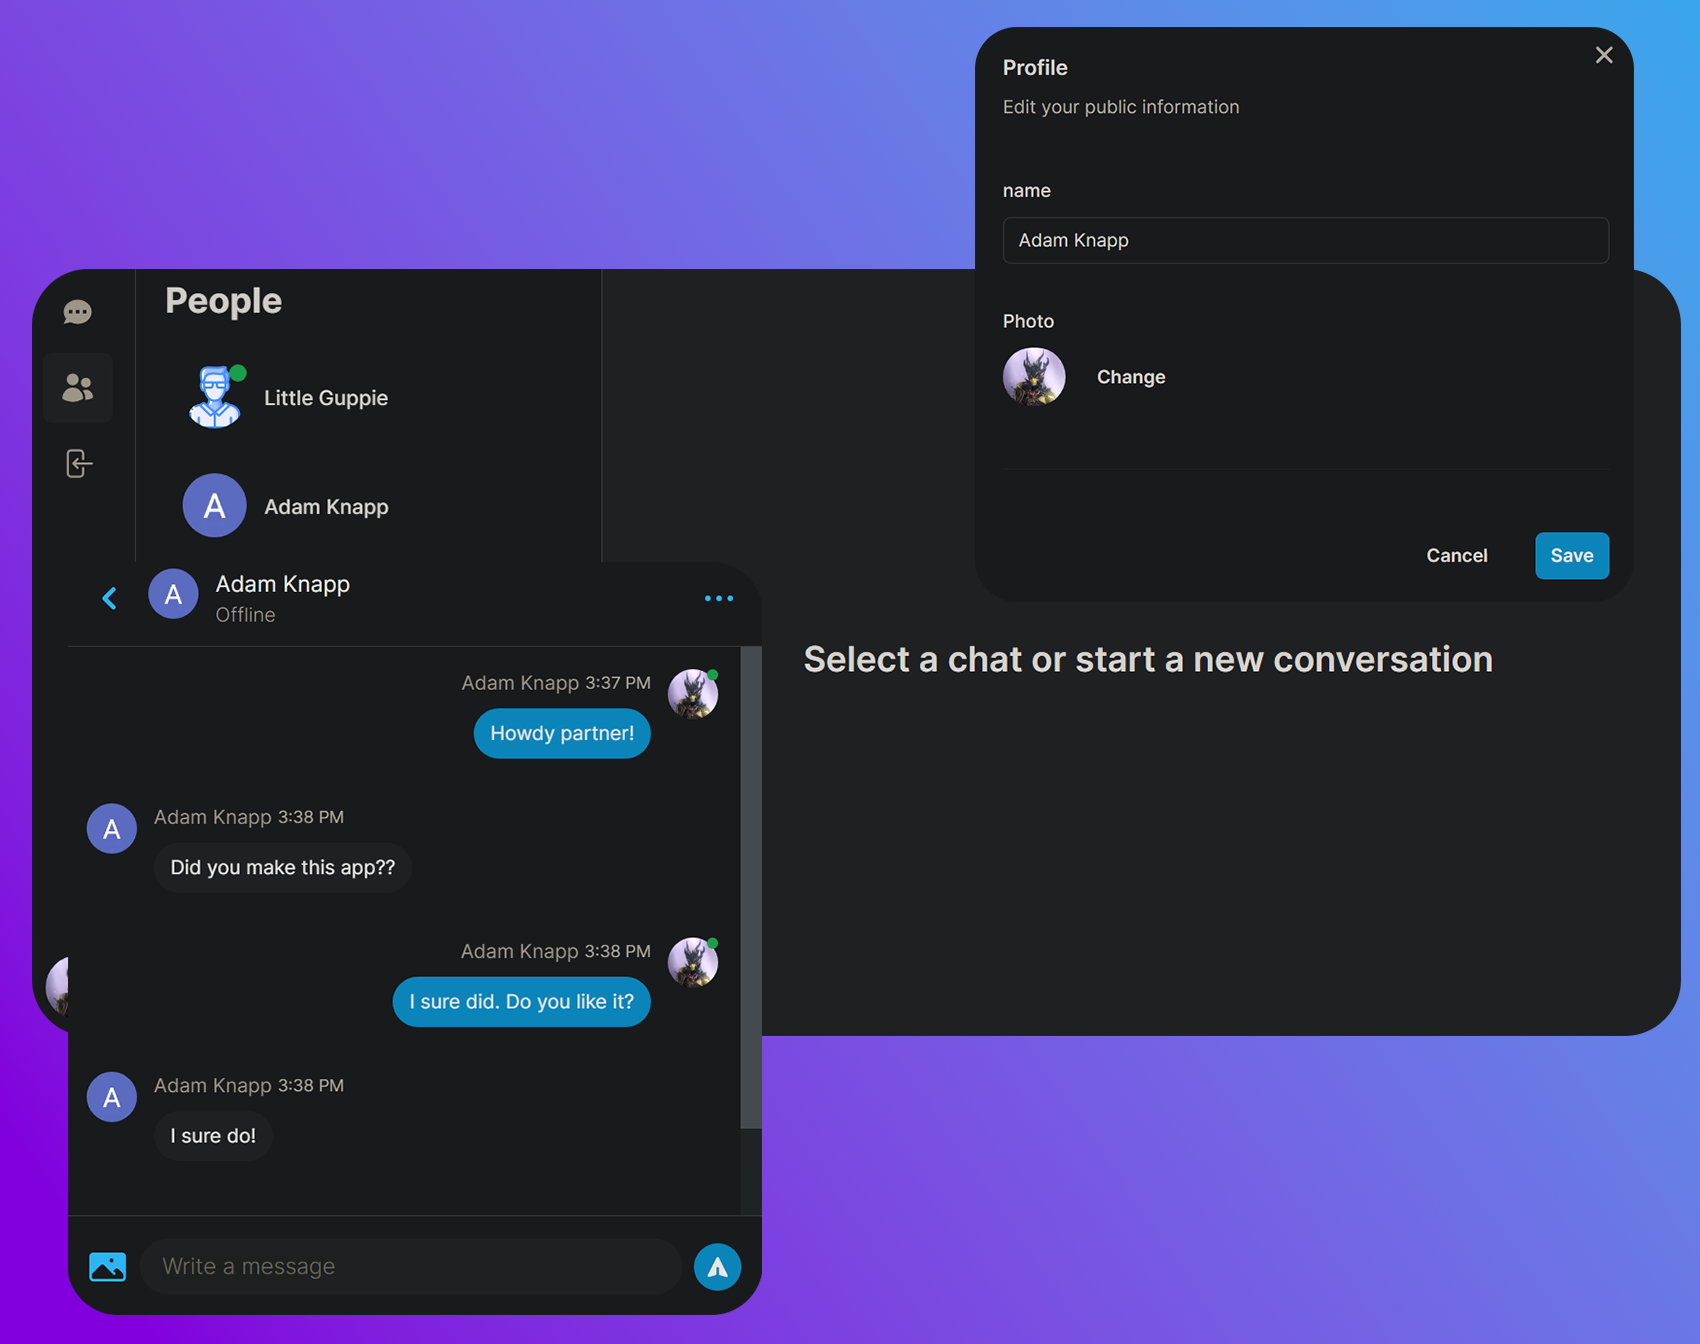 Profile
Edit your public information
name
Adam Knapp
Photo
Change
Cancel
Save
People
Little Guppie
A
Adam Knapp
Select a chat or start a new conversation
A
Adam Knapp
Offline
Adam Knapp 3:37 PM
Howdy partner!
A
Adam Knapp 3:38 PM
Did you make this app??
Adam Knapp 3:38 PM
I sure did. Do you like it?
A
Adam Knapp 3:38 PM
I sure do!
Write a message